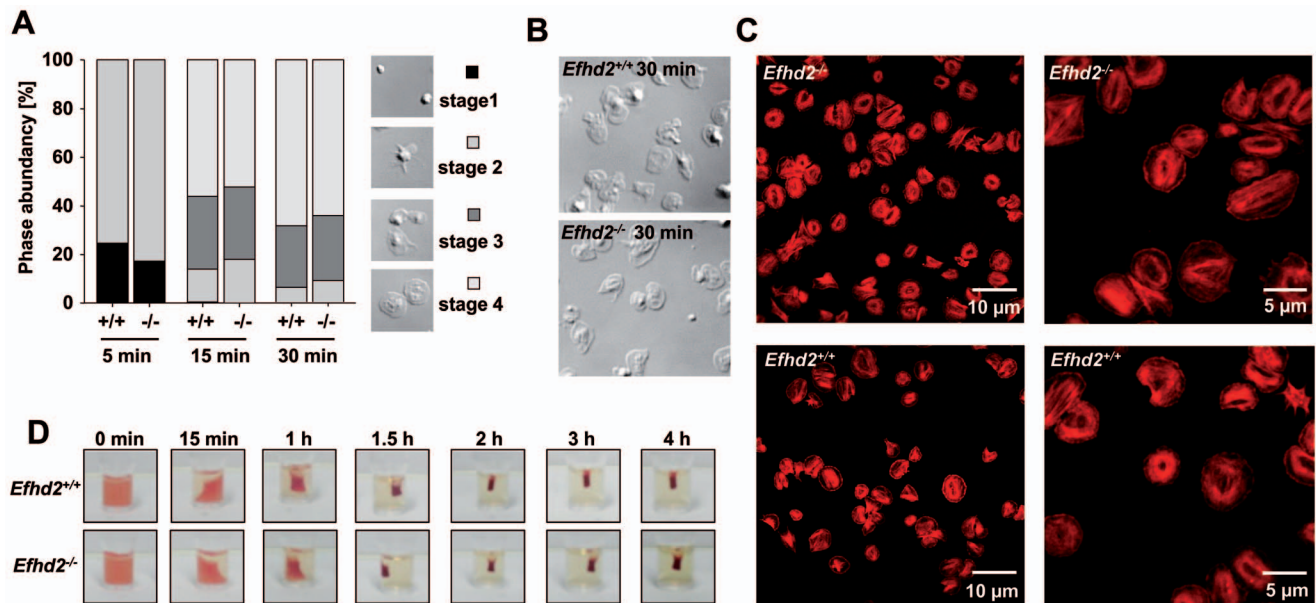 A
Phase abundancy [%]
100
80
60
40
20
0
+/+ -/- +/+ -/- +/+ -/-
5 min 15 min 30 min
stage1
stage 2
stage 3
stage 4
B
Efhd2+/+ 30 min
Efhd2-/- 30 min
C
Efhd2-/-
10 µm
Efhd2-/-
5 µm
Efhd2+/+
10 µm
Efhd2+/+
5 µm
D
0 min 15 min 1 h 1.5 h 2 h 3 h 4 h
Efhd2+/+
Efhd2-/-